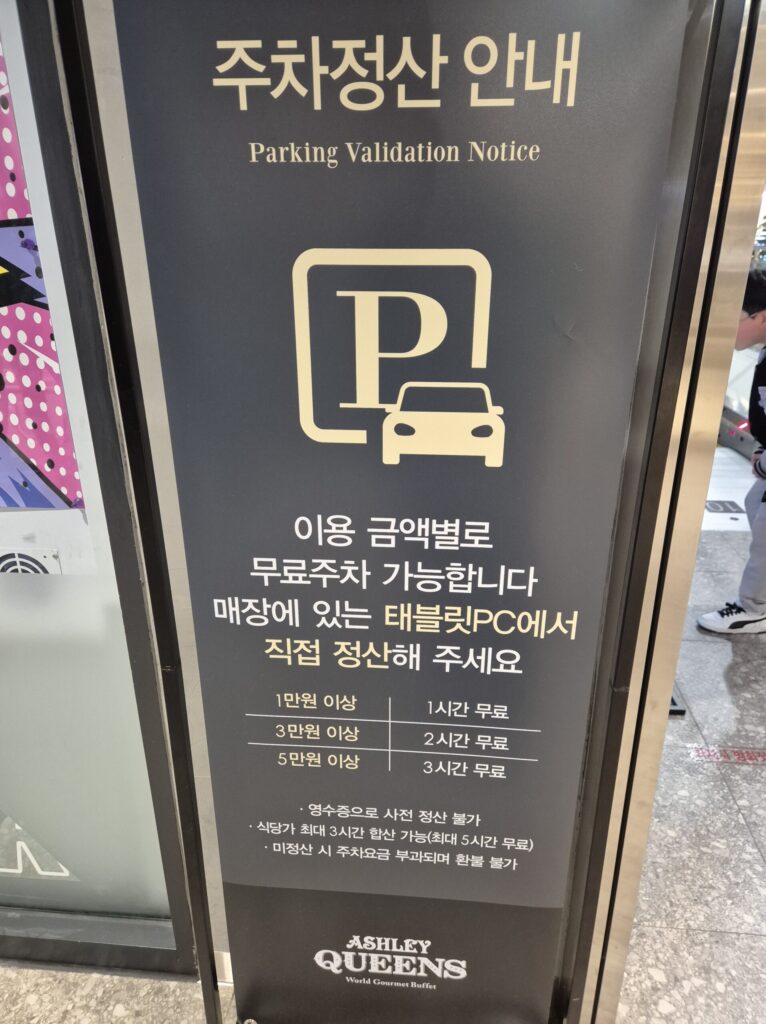 주차정산 안내
Parking Validation Notice
P
이용 금액별로
무료주차 가능합니다
매장에 있는 태블릿PC에서
직접 정산해 주세요
1만원 이상 1시간 무료
3만원 이상 2시간 무료
5만원 이상 3시간 무료
· 영수증으로 사전 정산 불가
· 식당가 최대 3시간 합산 가능(최대 5시간 무료)
· 미정산 시 주차요금 부과되며 환불 불가
ASHLEY
QUEENS
World Gourmet Buffet